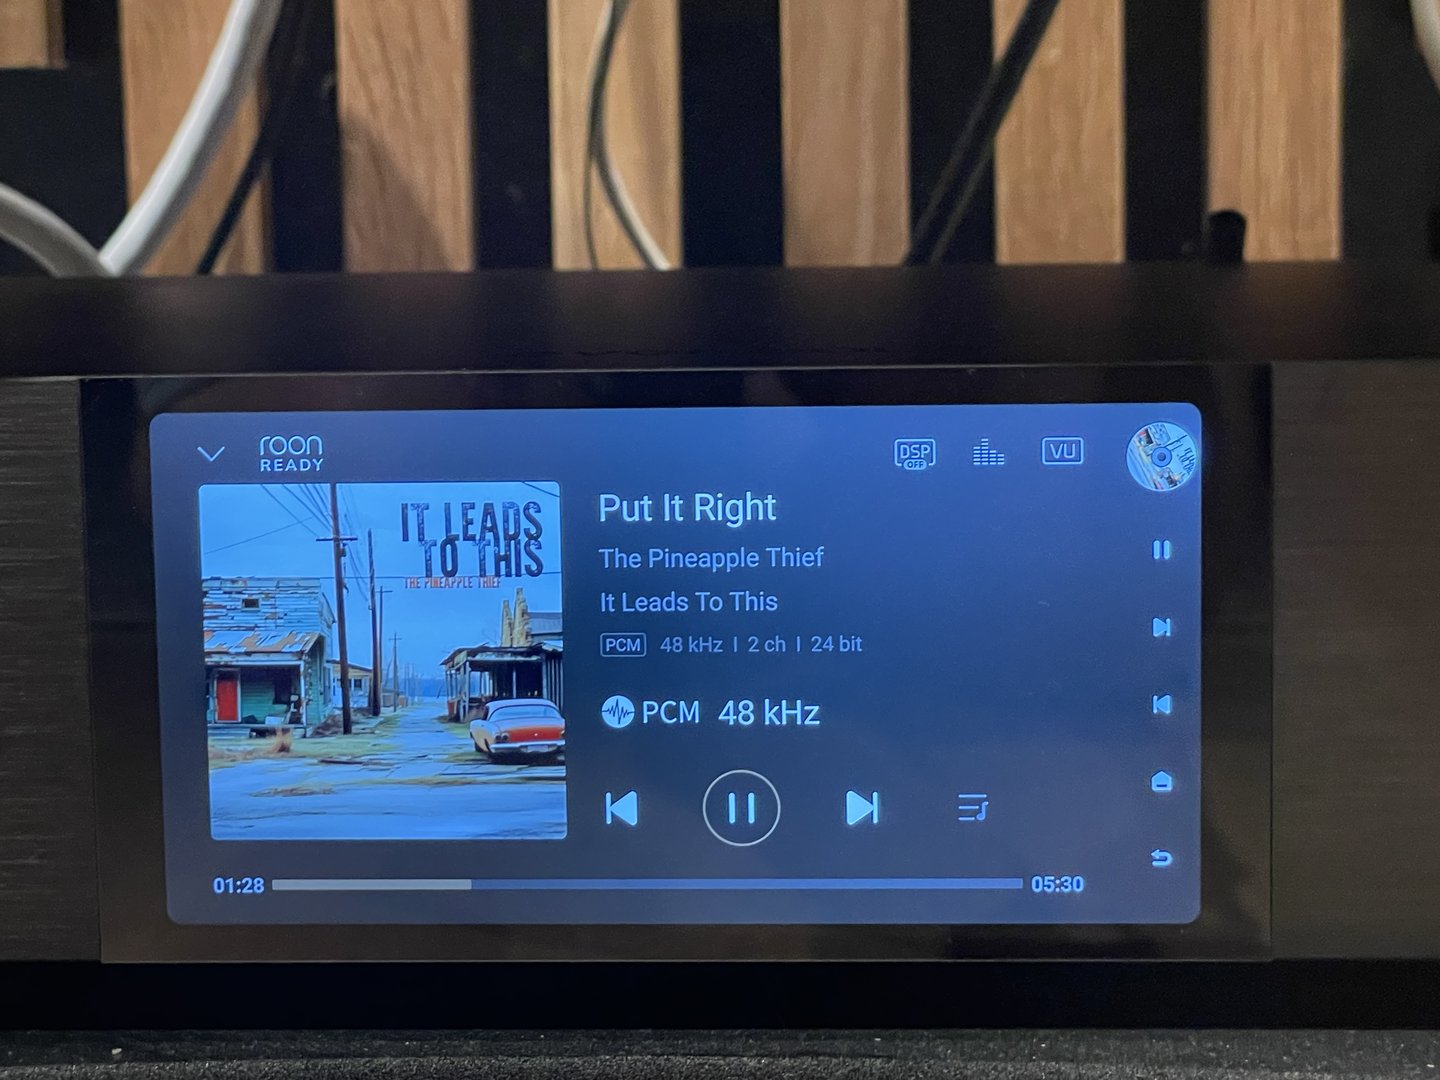 roon
READY
DSP
OFF
VU
IT LEADS
TO THIS
THE PINEAPPLE THIEF
Put It Right
The Pineapple Thief
It Leads To This
PCM 48 kHz | 2 ch | 24 bit
PCM 48 kHz
01:28
05:30